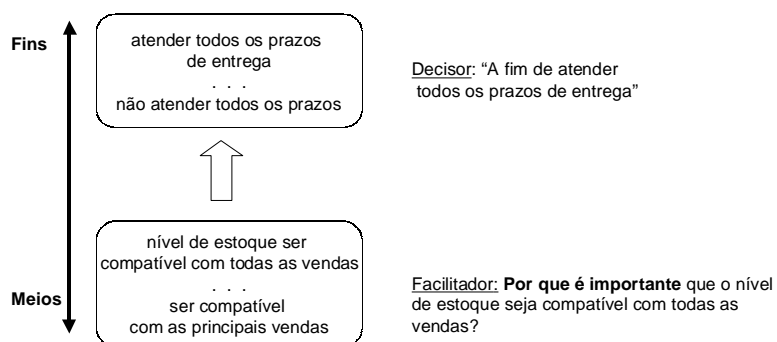 Fins
atender todos os prazos
de entrega
. . .
não atender todos os prazos
Decisor: “A fim de atender
todos os prazos de entrega”
nível de estoque ser
compatível com todas as vendas
. . .
ser compatível
com as principais vendas
Meios
Facilitador: Por que é importante que o nível
de estoque seja compatível com todas as
vendas?